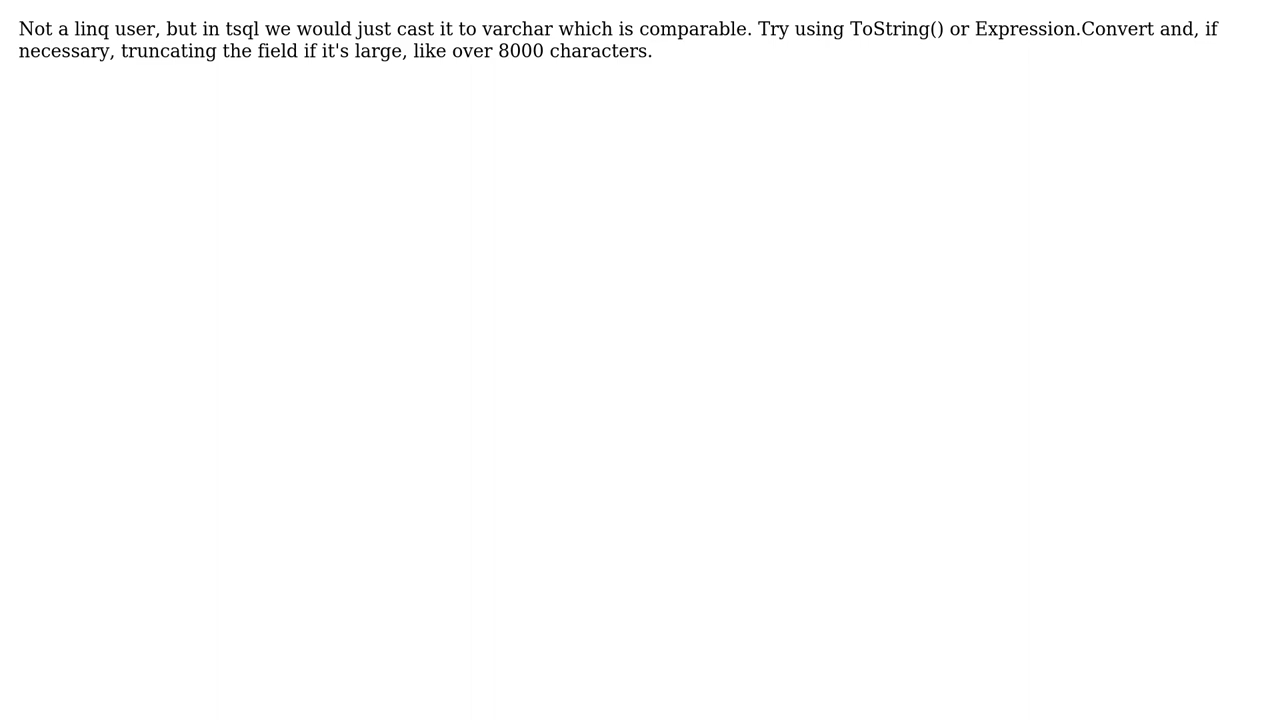 Not a linq user, but in tsql we would just cast it to varchar which is comparable. Try using ToString() or Expression.Convert and, if
necessary, truncating the field if it's large, like over 8000 characters.